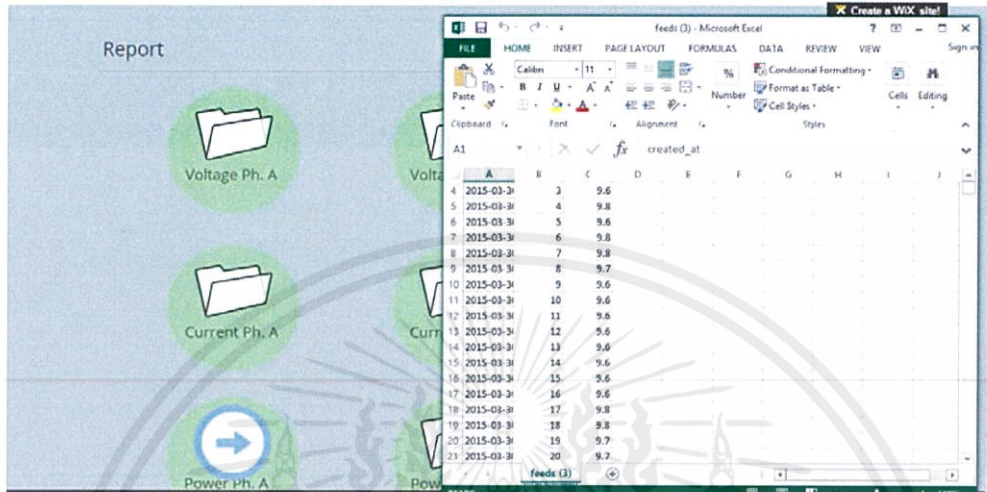 Create a WiX site!
Report
Voltage Ph. A
Volta
Current Ph. A
Curr
Power Ph. A
Pow
feeds (3) - Microsoft Excel
FILE HOME INSERT PAGE LAYOUT FORMULAS DATA REVIEW VIEW Sign in
Calibri 11
Paste
B I U
Number
Conditional Formatting
Format as Table
Cell Styles
Cells Editing
Clipboard Font Alignment Styles
A1 fx created_at
A B C D E F G H I J
4 2015-03-3 3 9.6
5 2015-03-3 4 9.8
6 2015-03-3 5 9.6
7 2015-03-3 6 9.8
8 2015-03-3 7 9.8
9 2015-03-3 8 9.7
10 2015-03-3 9 9.6
11 2015-03-3 10 9.6
12 2015-03-3 11 9.6
13 2015-03-3 12 9.6
14 2015-03-3 13 9.6
15 2015-03-3 14 9.6
16 2015-03-3 15 9.6
17 2015-03-3 16 9.6
18 2015-03-3 17 9.8
19 2015-03-3 18 9.8
20 2015-03-3 19 9.7
21 2015-03-3 20 9.7
feeds (3)